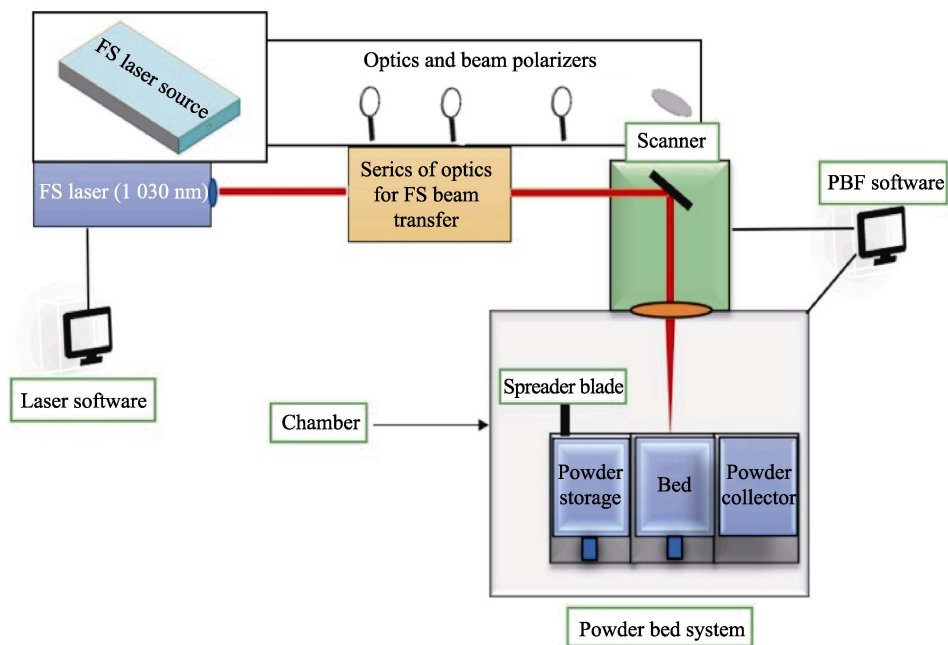 FS laser source
Optics and beam polarizers
Scanner
FS laser (1 030 nm)
Serics of optics
for FS beam
transfer
PBF software
Laser software
Spreader blade
Chamber
Powder
storage
Bed
Powder
collector
Powder bed system